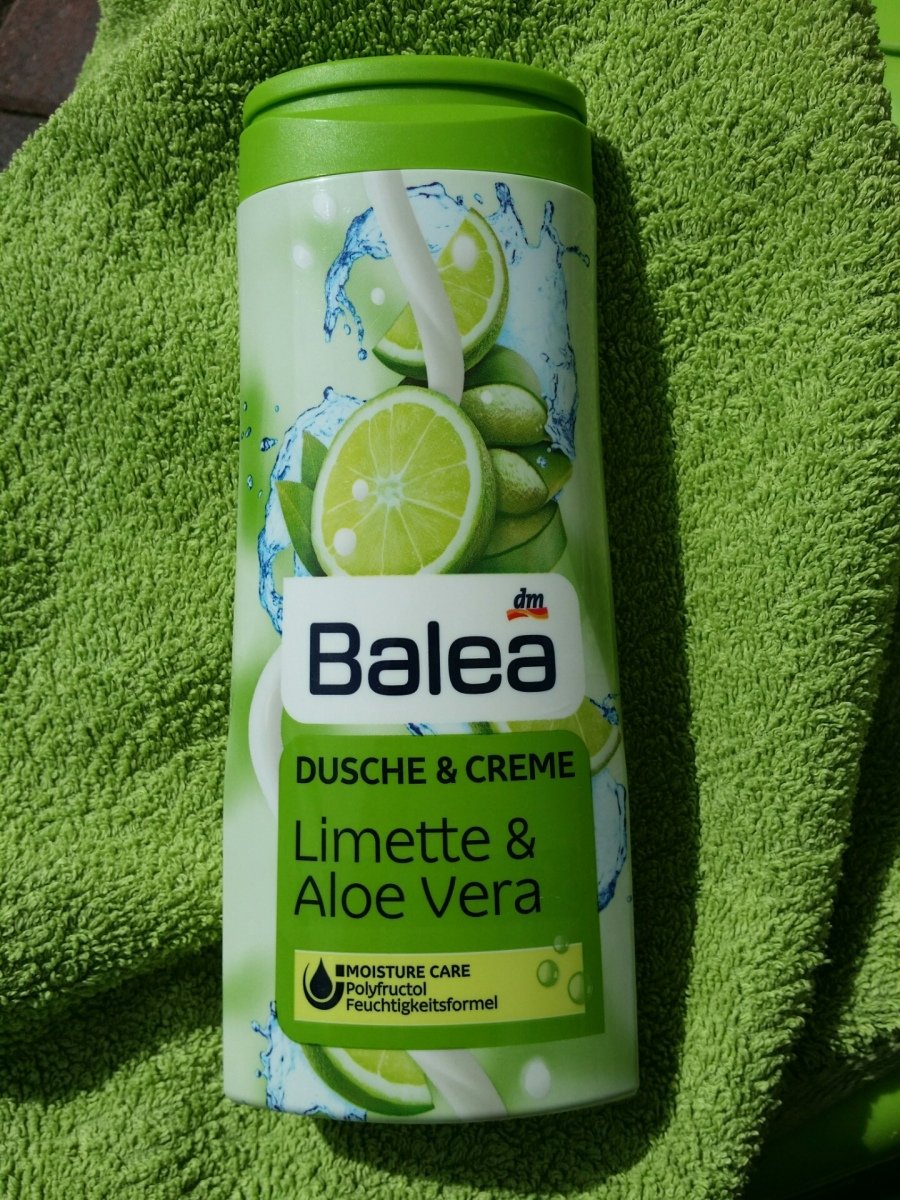 dm
Balea
DUSCHE & CREME
Limette &
Aloe Vera
MOISTURE CARE
Polyfructol
Feuchtigkeitsformel